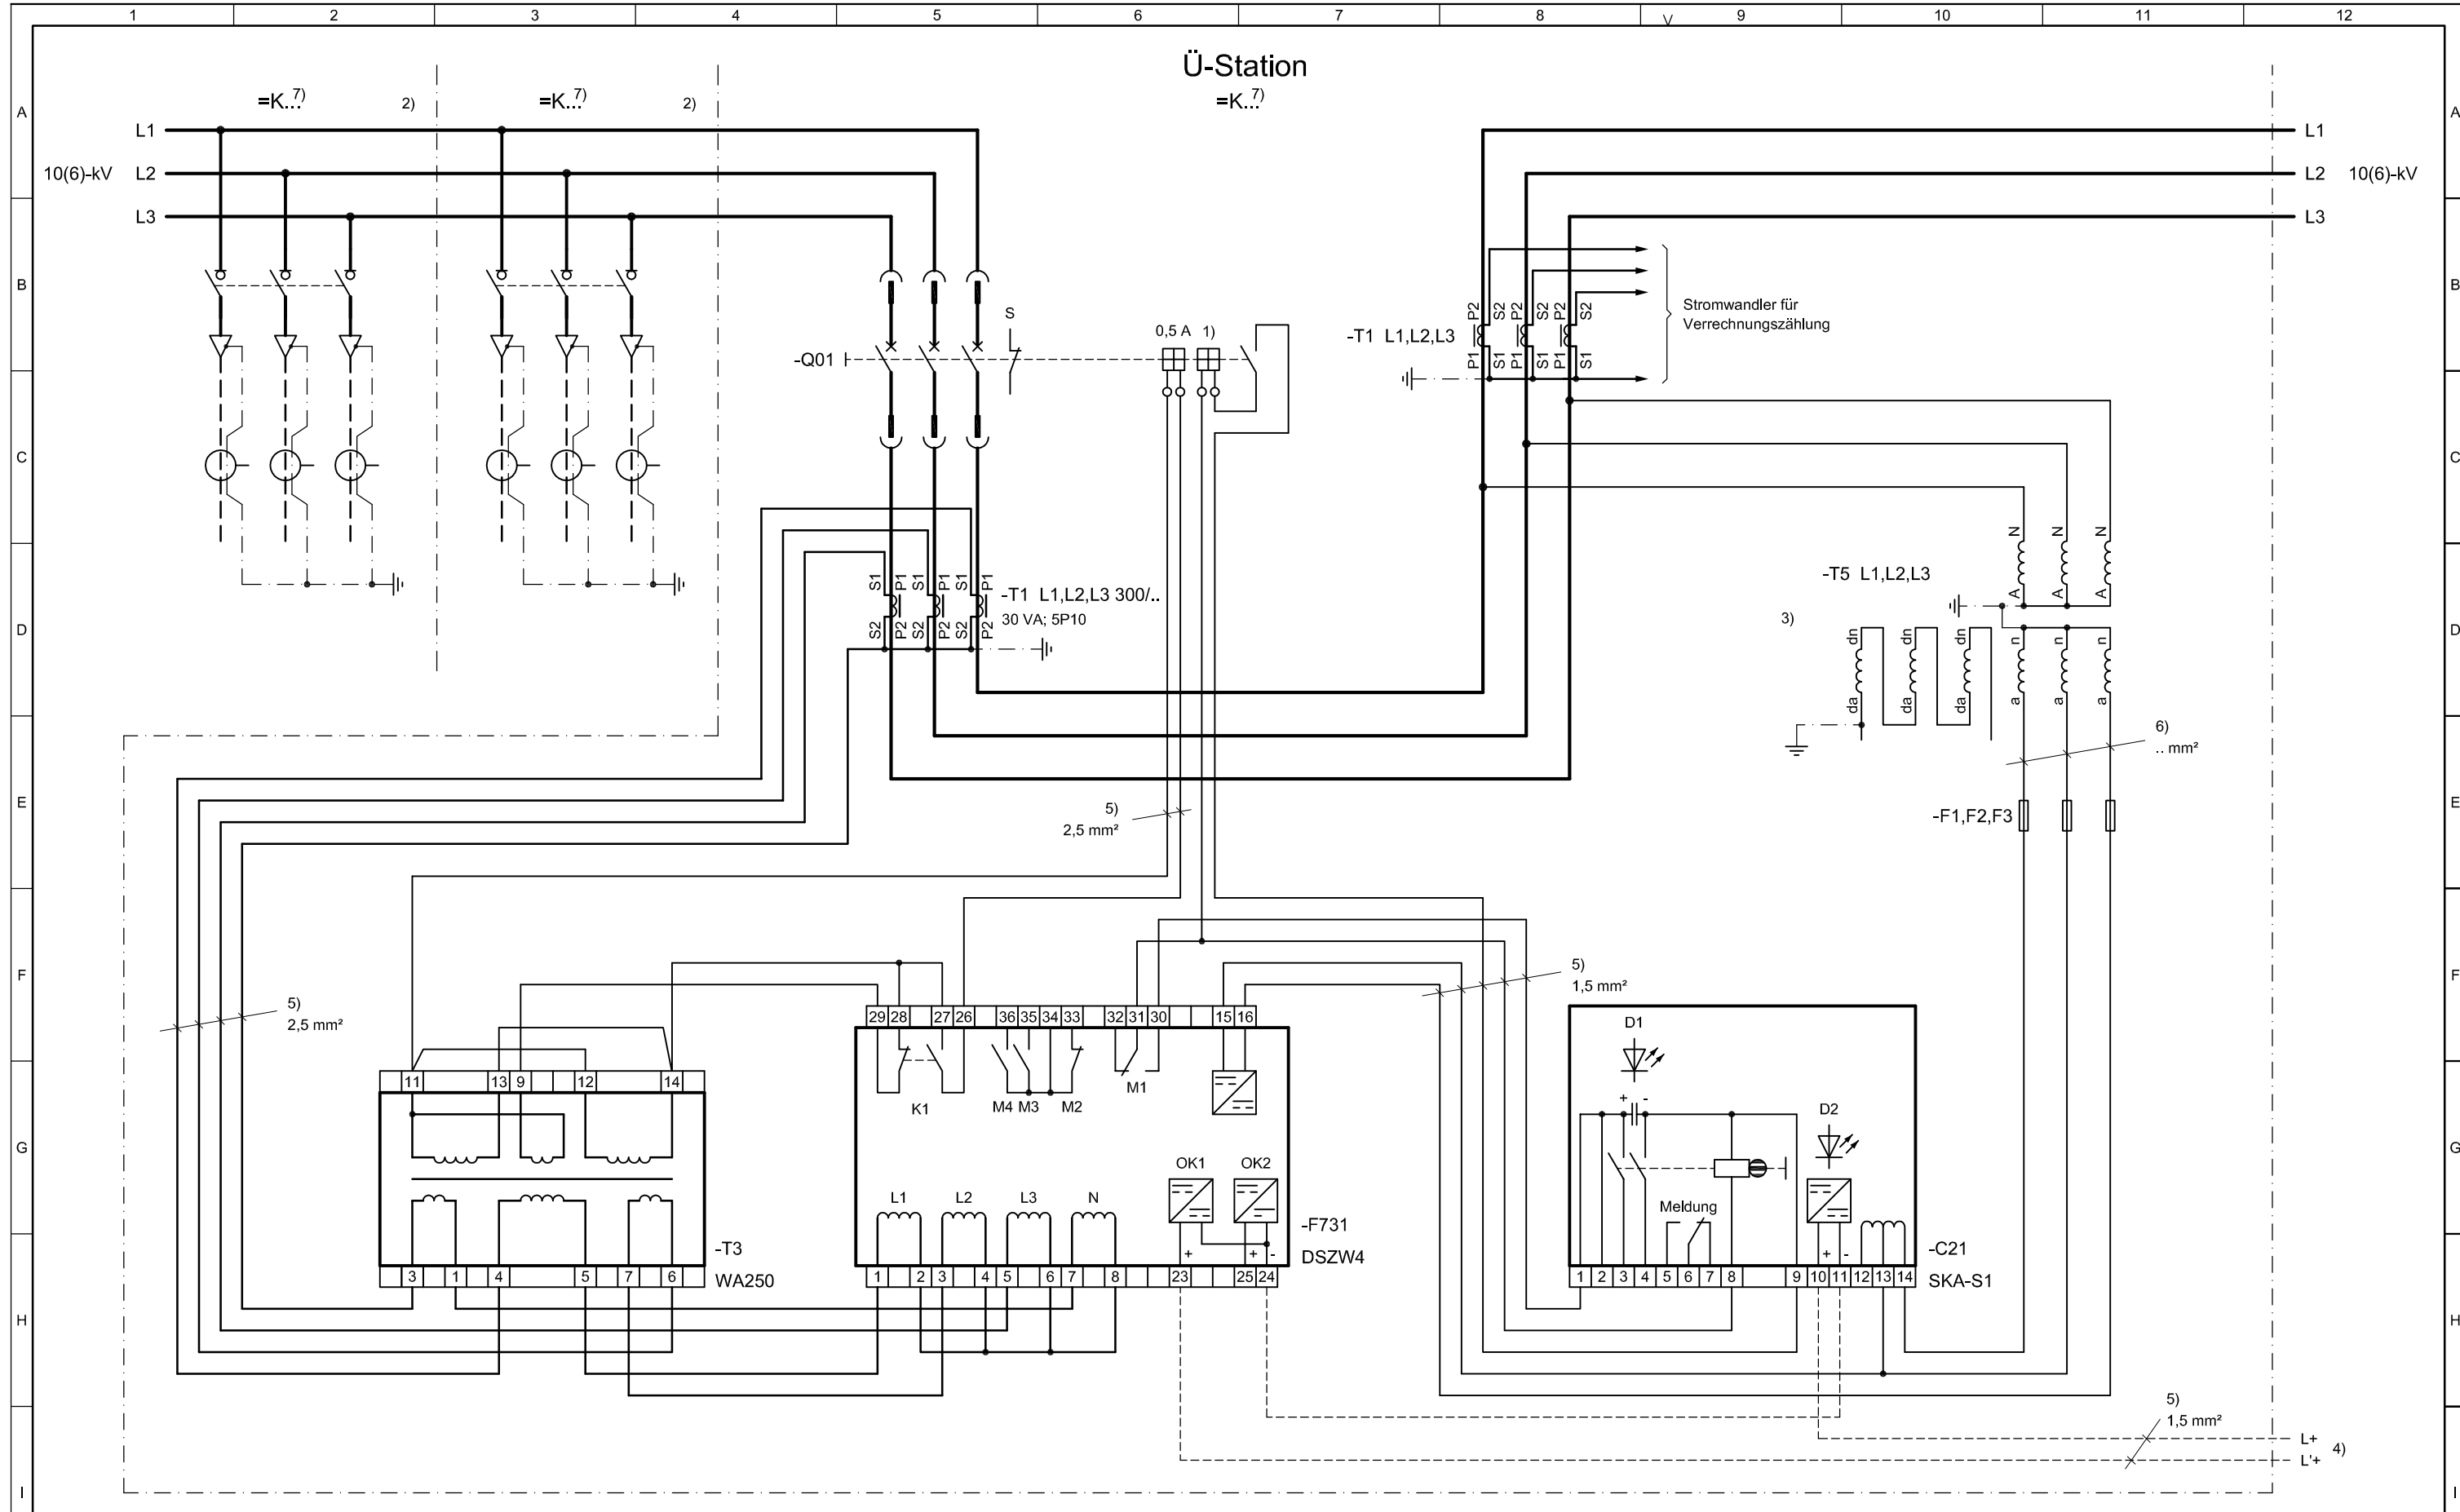 1 2 3 4 5 6 7 8 V 9 10 11 12
Ü-Station
=K...7) 2) =K...7) 2) =K...7)
A A
L1 L1
10(6)-kV L2 L2 10(6)-kV
L3 L3
B B
Stromwandler für
Verrechnungszählung
S
0,5 A 1)
-Q01
-T1 L1,L2,L3
P2 S2 P2 S2 P2 S2
P1 S1 P1 S1 P1 S1
C C
N N N
-T5 L1,L2,L3
A A A
S1 P1 S1 P1 S1 P1
-T1 L1,L2,L3 300/..
30 VA; 5P10
S2 P2 S2 P2 S2 P2
D D
3)
dn dn dn n n n
da da da a a a
6)
.. mm²
E E
5)
2,5 mm²
-F1,F2,F3
F F
5)
2,5 mm²
5)
1,5 mm²
29 28 27 26 36 35 34 33 32 31 30 15 16
D1
11 13 9 12 14
K1 M4 M3 M2 M1
+ -
D2
G G
OK1 OK2
L1 L2 L3 N
Meldung
-F731
DSZW4
-T3
WA250
-C21
SKA-S1
+ + - + -
3 1 4 5 7 6
1 2 3 4 5 6 7 8 23 25 24
1 2 3 4 5 6 7 8 9 10 11 12 13 14
H H
5)
1,5 mm²
L+
L'+
4)
I I